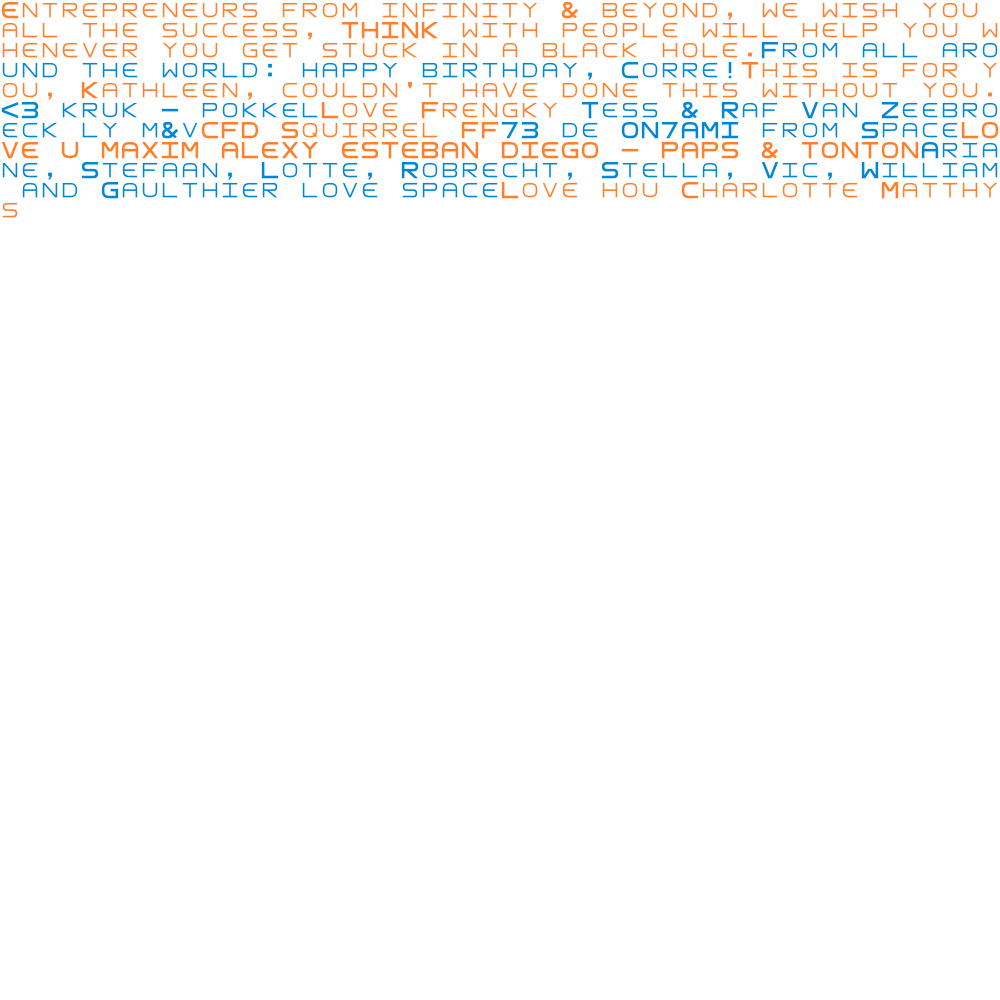 Entrepreneurs from infinity & beyond, we wish you 
all the success, THINK with people will help you w
henever you get stuck in a black hole.From all aro
und the world: happy birthday, Corre!This is for y
ou, Kathleen, couldn't have done this without you.
<3 kruk – pokkelLove Frengky Tess & Raf Van Zeebro
eck ly m&vCFD Squirrel FF73 de ON7AMI from SpaceLO
VE U MAXIM ALEXY ESTEBAN DIEGO – PAPS & TONTONAria
ne, Stefaan, Lotte, Robrecht, Stella, Vic, William
 and Gaulthier love spaceLove hou Charlotte Matthy
s